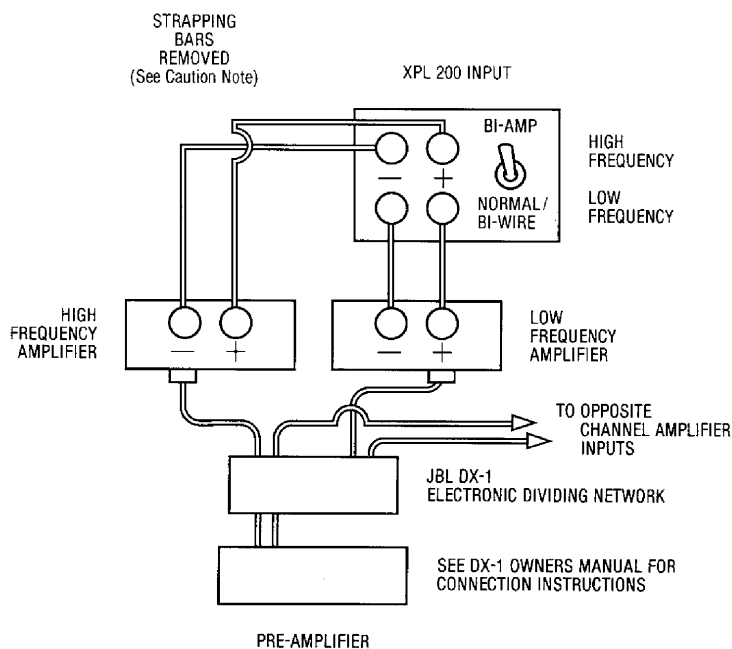 STRAPPING
BARS
REMOVED
(See Caution Note)
XPL 200 INPUT
BI-AMP
HIGH
FREQUENCY
— +
NORMAL/
BI-WIRE
LOW
FREQUENCY
HIGH
FREQUENCY
AMPLIFIER
— +
— +
LOW
FREQUENCY
AMPLIFIER
TO OPPOSITE
CHANNEL AMPLIFIER
INPUTS
JBL DX-1
ELECTRONIC DIVIDING NETWORK
SEE DX-1 OWNERS MANUAL FOR
CONNECTION INSTRUCTIONS
PRE-AMPLIFIER